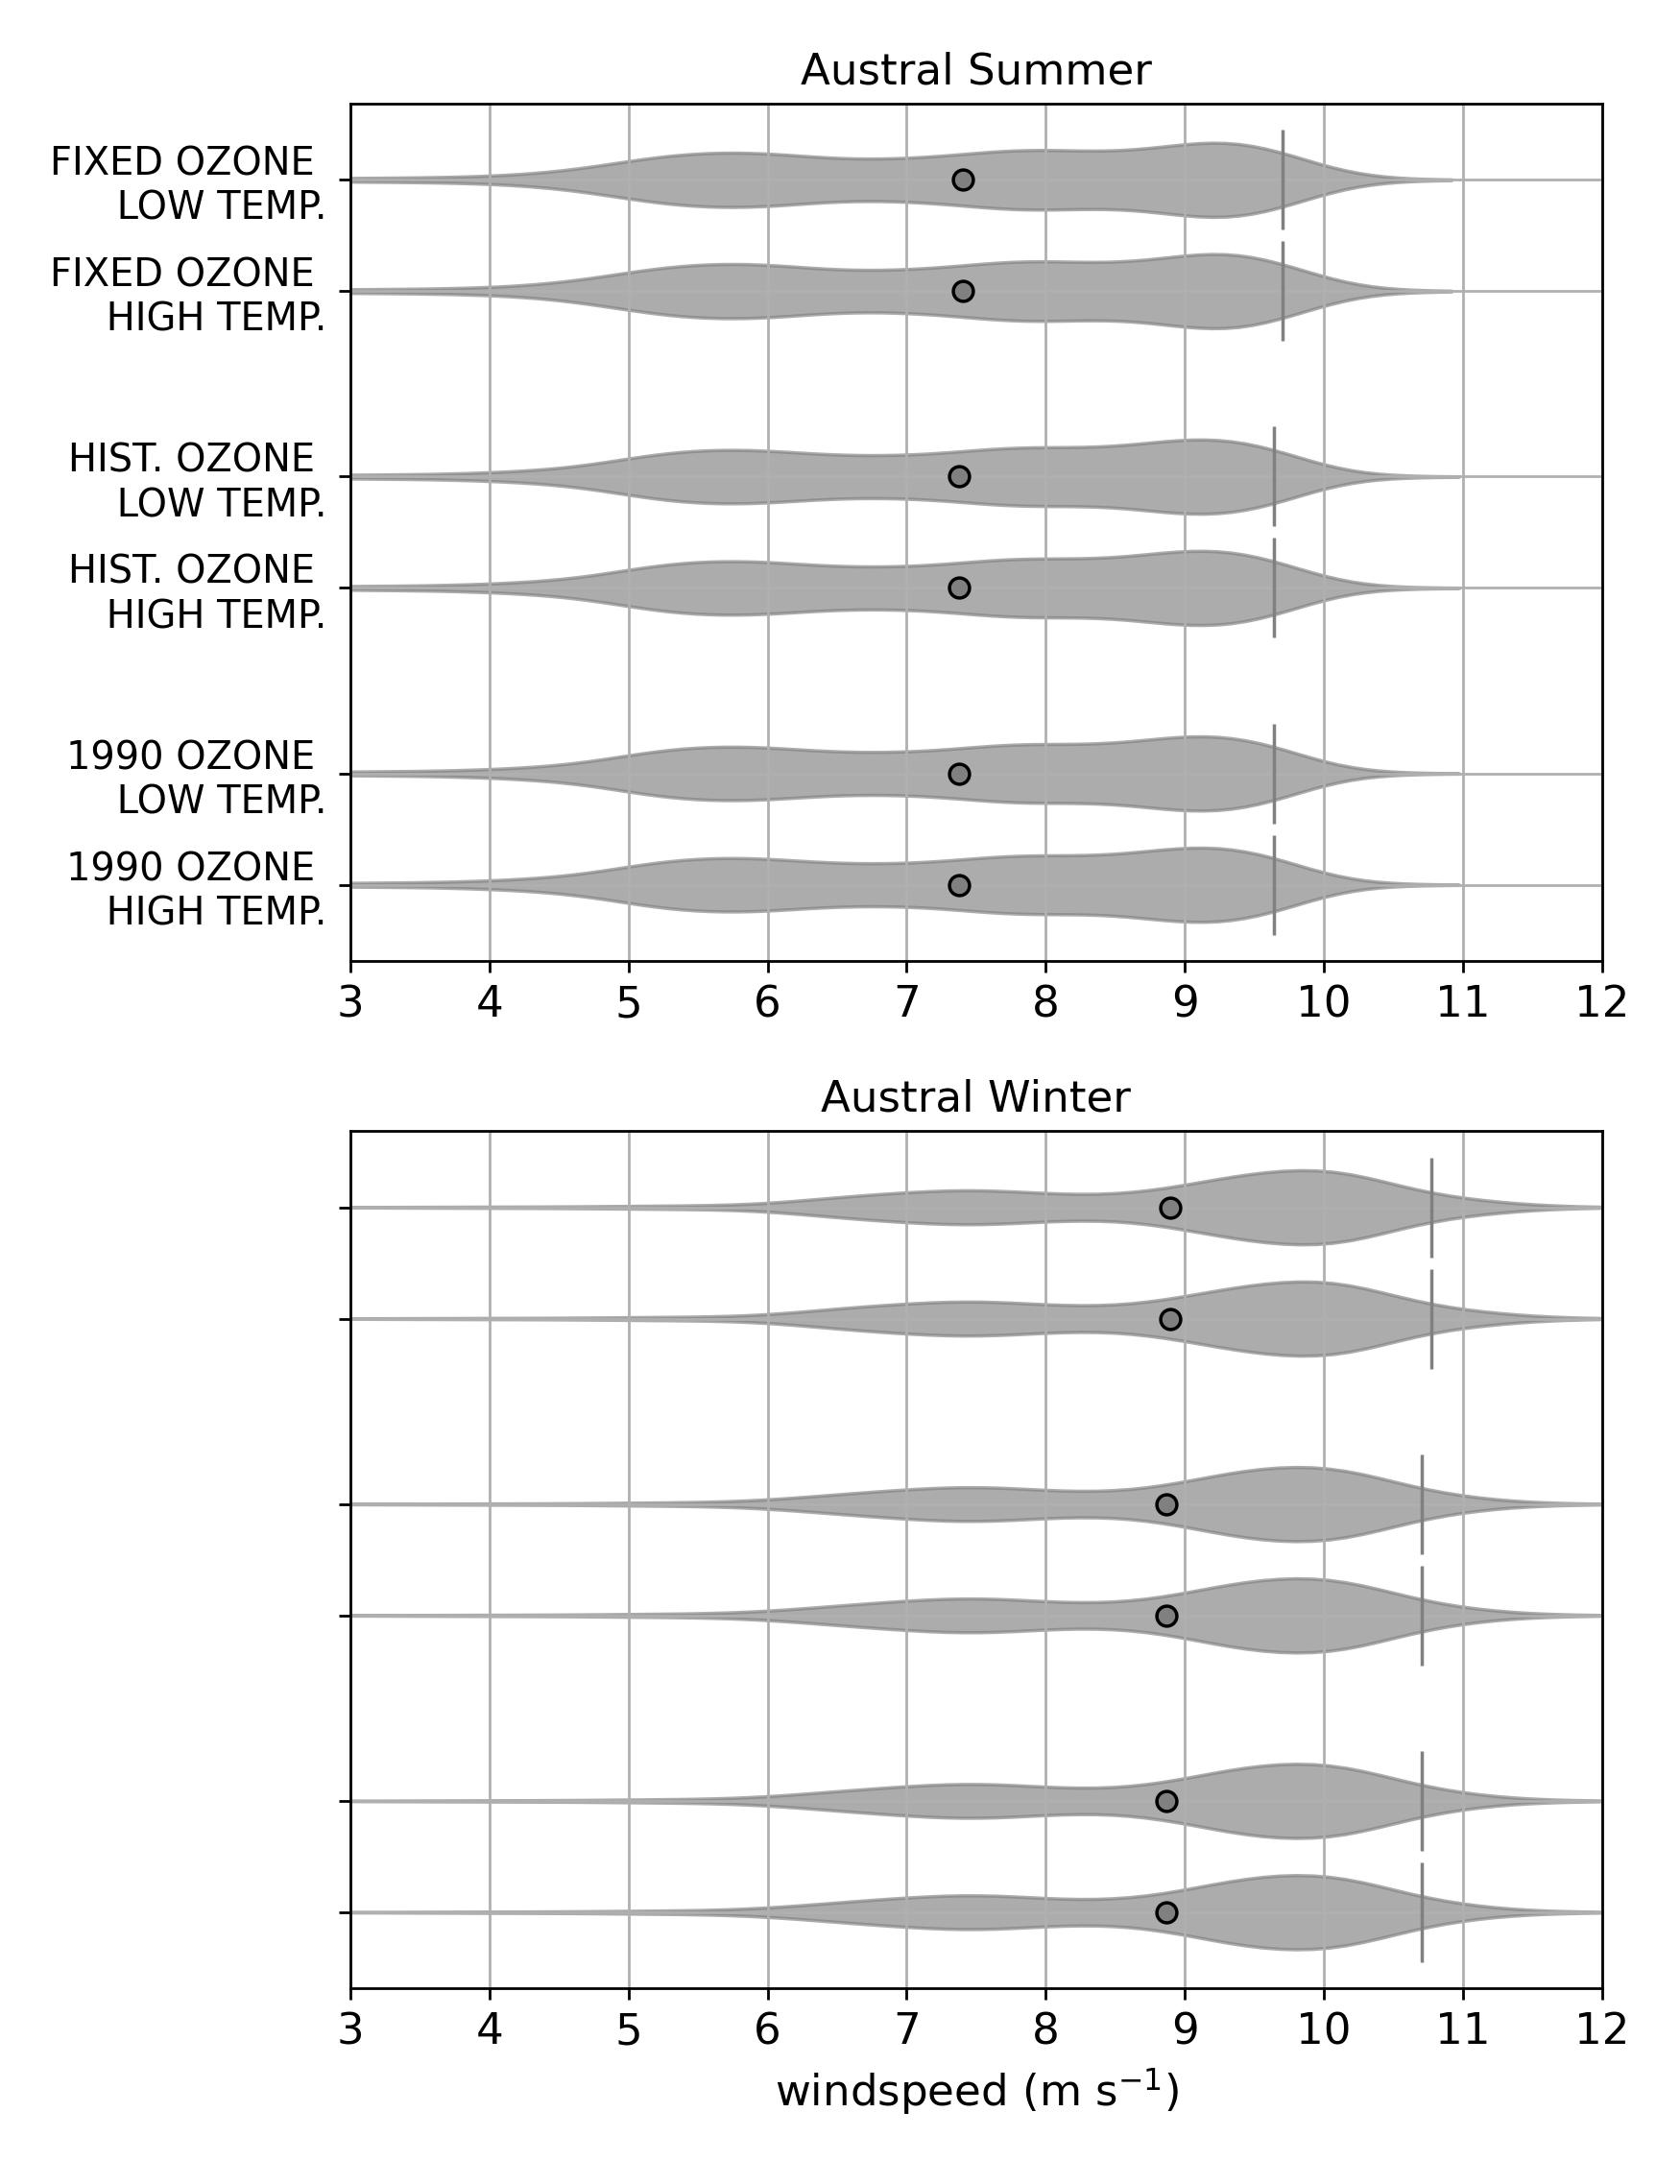 Austral Summer
FIXED OZONE
LOW TEMP.
FIXED OZONE
HIGH TEMP.
HIST. OZONE
LOW TEMP.
HIST. OZONE
HIGH TEMP.
1990 OZONE
LOW TEMP.
1990 OZONE
HIGH TEMP.
3 4 5 6 7 8 9 10 11 12
Austral Winter
3 4 5 6 7 8 9 10 11 12
windspeed (m s⁻¹)